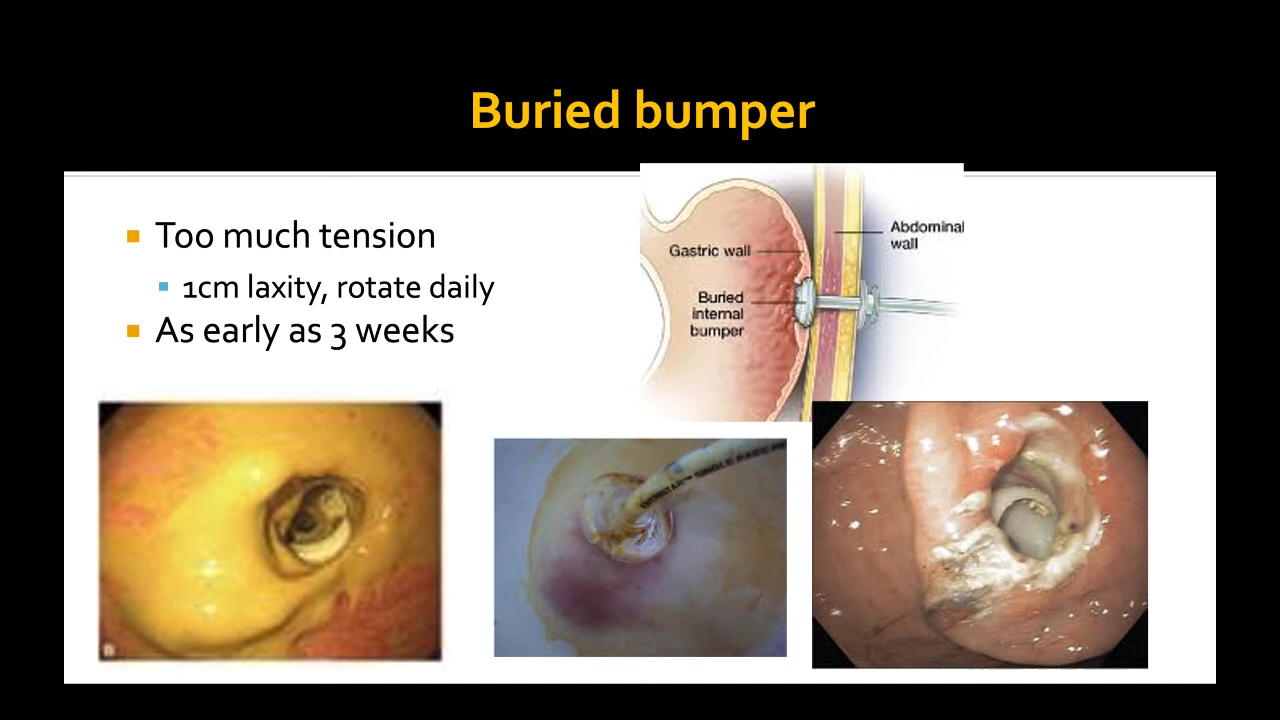 Buried bumper
Too much tension
1cm laxity, rotate daily
As early as 3 weeks
Gastric wall
Buried
internal
bumper
Abdominal
wall